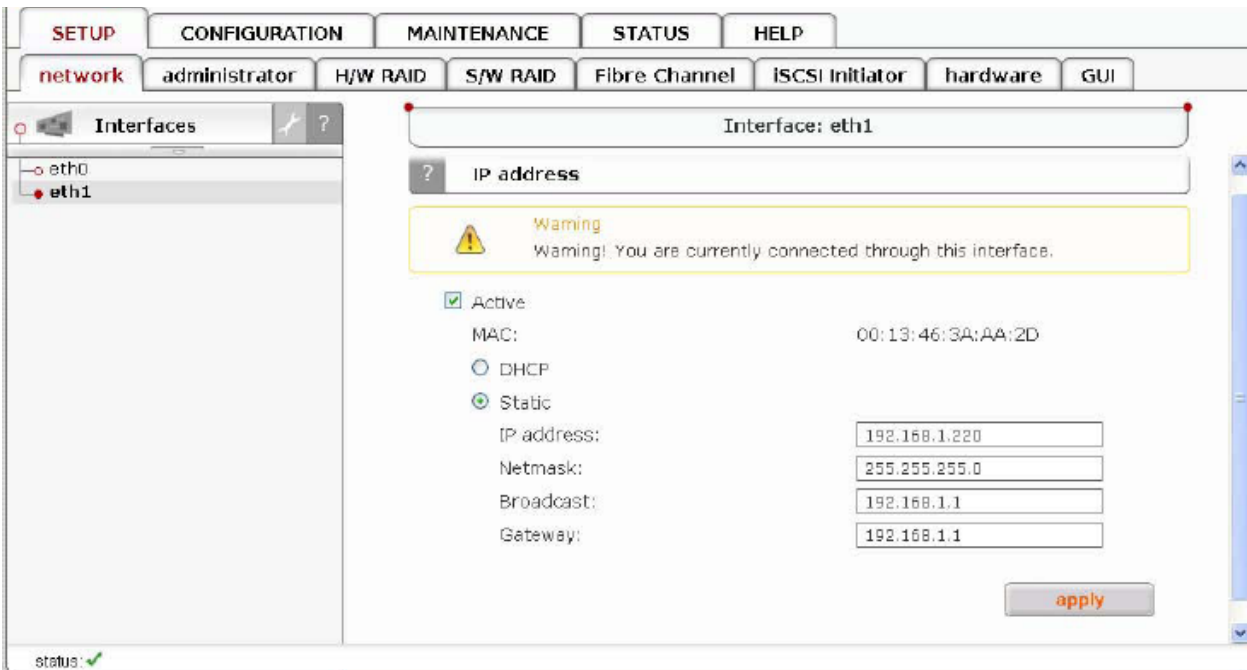 SETUP CONFIGURATION MAINTENANCE STATUS HELP
network administrator H/W RAID S/W RAID Fibre Channel iSCSI Initiator hardware GUI
Interfaces ?
eth0
eth1
Interface: eth1
? IP address
Warning
Warning! You are currently connected through this interface.
Active
MAC: 00:13:46:3A:AA:2D
DHCP
Static
IP address: 192.168.1.220
Netmask: 255.255.255.0
Broadcast: 192.168.1.1
Gateway: 192.168.1.1
apply
status: